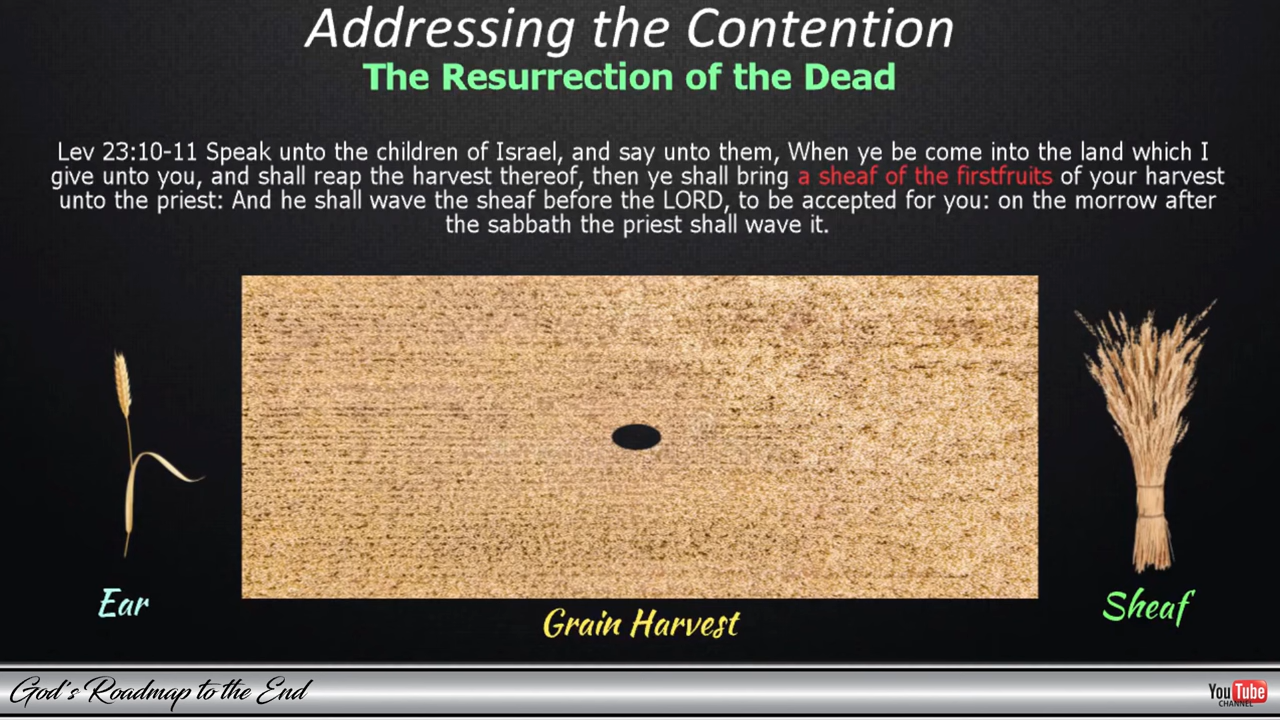 Addressing the Contention
The Resurrection of the Dead
Lev 23:10-11 Speak unto the children of Israel, and say unto them, When ye be come into the land which I
give unto you, and shall reap the harvest thereof, then ye shall bring a sheaf of the firstfruits of your harvest
unto the priest: And he shall wave the sheaf before the LORD, to be accepted for you: on the morrow after
the sabbath the priest shall wave it.
Ear
Grain Harvest
Sheaf
God's Roadmap to the End
YouTube
CHANNEL